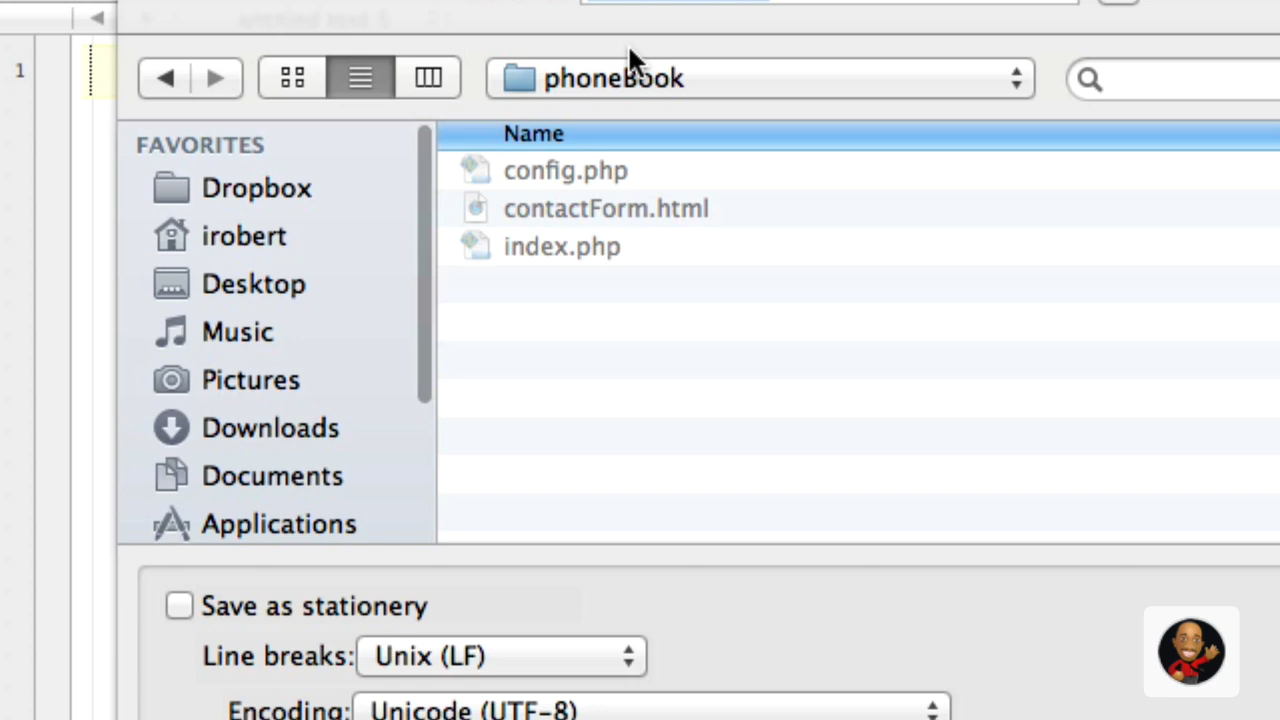 1
phoneBook
FAVORITES
Name
config.php
Dropbox
contactForm.html
irobert
index.php
Desktop
Music
Pictures
Downloads
Documents
Applications
Save as stationery
Line breaks: Unix (LF)
Encoding: Unicode (UTF-8)